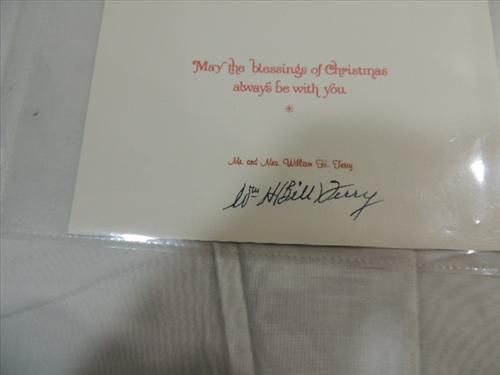 May the blessings of Christmas
always be with you
Mr. and Mrs. William H. Terry
Wm H (Bill) Terry